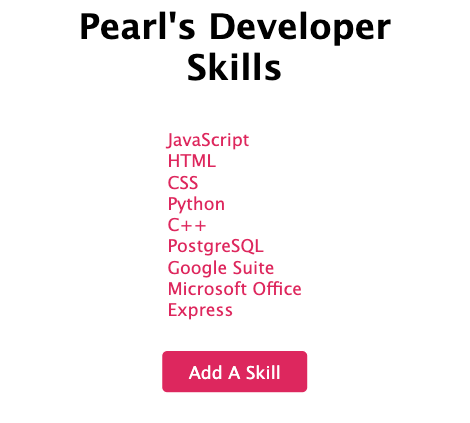 Pearl's Developer
Skills
JavaScript
HTML
CSS
Python
C++
PostgreSQL
Google Suite
Microsoft Office
Express
Add A Skill